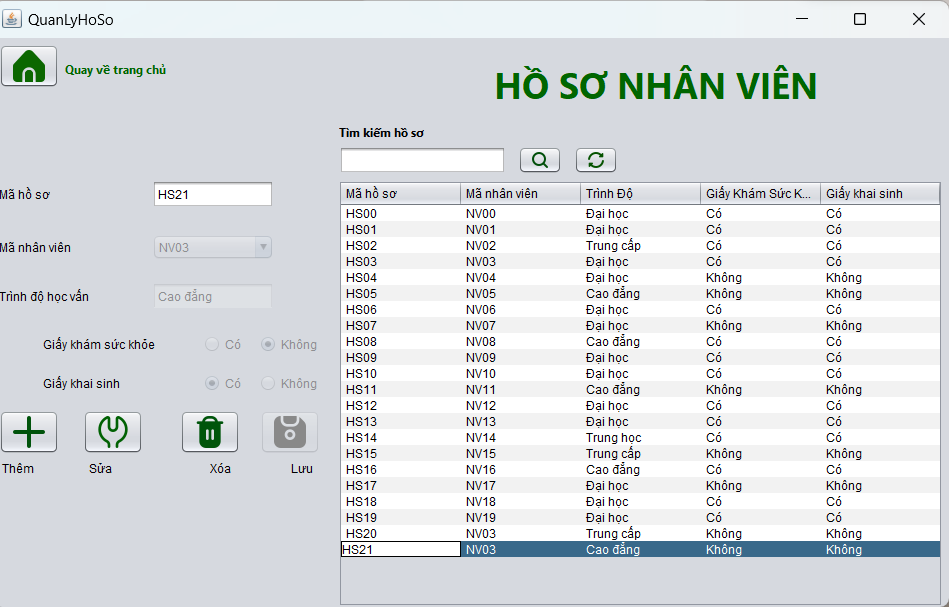 QuanLyHoSo
Quay về trang chủ
HỒ SƠ NHÂN VIÊN
Tìm kiếm hồ sơ
Mã hồ sơ HS21
Mã nhân viên NV03
Trình độ học vấn Cao đẳng
Giấy khám sức khỏe Có Không
Giấy khai sinh Có Không
Thêm Sửa Xóa Lưu
Mã hồ sơ Mã nhân viên Trình Độ Giấy Khám Sức K... Giấy khai sinh
HS00 NV00 Đại học Có Có
HS01 NV01 Đại học Có Có
HS02 NV02 Trung cấp Có Có
HS03 NV03 Đại học Có Có
HS04 NV04 Đại học Không Không
HS05 NV05 Cao đẳng Không Không
HS06 NV06 Đại học Có Có
HS07 NV07 Đại học Không Không
HS08 NV08 Cao đẳng Có Có
HS09 NV09 Đại học Có Có
HS10 NV10 Đại học Có Có
HS11 NV11 Cao đẳng Không Không
HS12 NV12 Đại học Có Có
HS13 NV13 Đại học Có Có
HS14 NV14 Trung học Có Có
HS15 NV15 Trung cấp Không Không
HS16 NV16 Cao đẳng Có Có
HS17 NV17 Đại học Không Không
HS18 NV18 Đại học Có Có
HS19 NV19 Đại học Có Có
HS20 NV03 Trung cấp Không Không
HS21 NV03 Cao đẳng Không Không